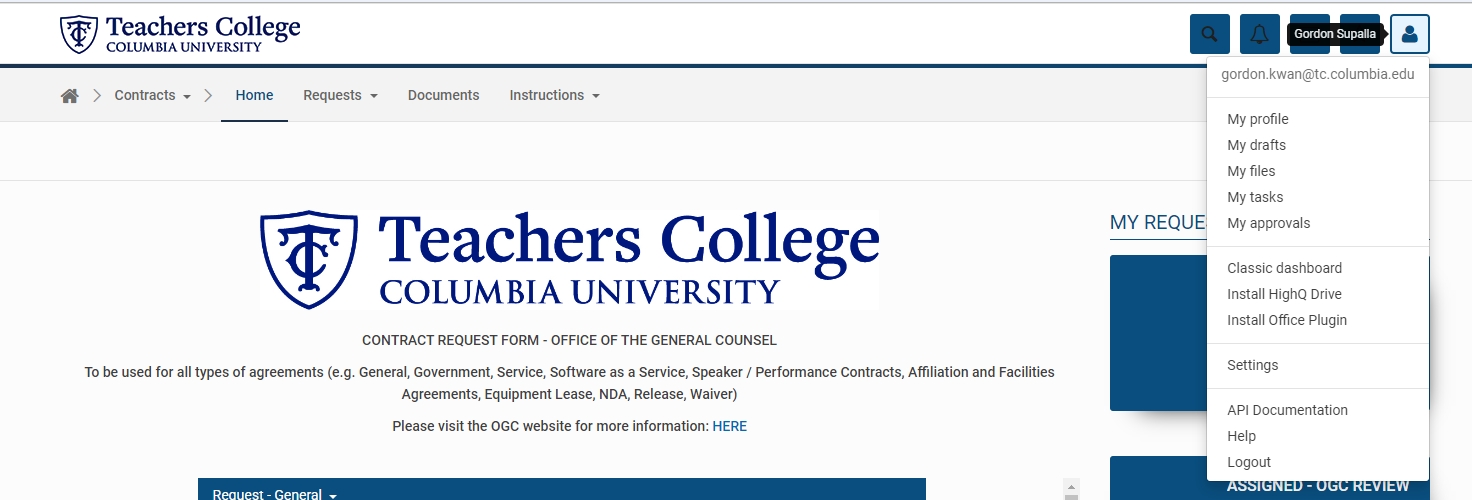 Teachers College
COLUMBIA UNIVERSITY
Gordon Supalla
gordon.kwan@tc.columbia.edu
Contracts
Home
Requests
Documents
Instructions
My profile
My drafts
My files
My tasks
My approvals
Classic dashboard
Install HighQ Drive
Install Office Plugin
Settings
API Documentation
Help
Logout
Teachers College
COLUMBIA UNIVERSITY
CONTRACT REQUEST FORM - OFFICE OF THE GENERAL COUNSEL
To be used for all types of agreements (e.g. General, Government, Service, Software as a Service, Speaker / Performance Contracts, Affiliation and Facilities
Agreements, Equipment Lease, NDA, Release, Waiver)
Please visit the OGC website for more information: HERE
Request - General
MY REQUE
ASSIGNED - OGC REVIEW